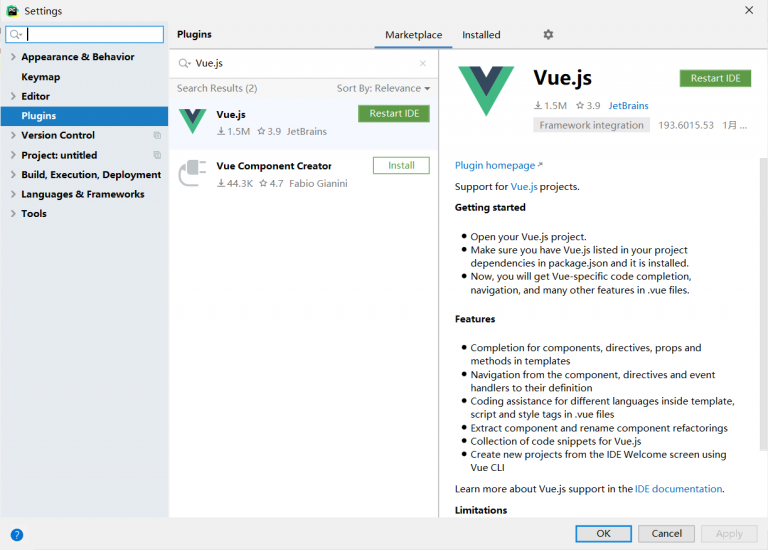 Settings
Appearance & Behavior
Keymap
Editor
Plugins
Version Control
Project: untitled
Build, Execution, Deployment
Languages & Frameworks
Tools
Plugins
Marketplace
Installed
Vue.js
Search Results (2)
Sort By: Relevance
Vue.js
Restart IDE
1.5M 3.9 JetBrains
Vue Component Creator
Install
44.3K 4.7 Fabio Gianini
Vue.js
Restart IDE
1.5M 3.9 JetBrains
Framework integration 193.6015.53 1月 ...
Plugin homepage
Support for Vue.js projects.
Getting started
Open your Vue.js project.
Make sure you have Vue.js listed in your project
dependencies in package.json and it is installed.
Now, you will get Vue-specific code completion,
navigation, and many other features in .vue files.
Features
Completion for components, directives, props and
methods in templates
Navigation from the component, directives and event
handlers to their definition
Coding assistance for different languages inside template,
script and style tags in .vue files
Extract component and rename component refactorings
Collection of code snippets for Vue.js
Create new projects from the IDE Welcome screen using
Vue CLI
Learn more about Vue.js support in the IDE documentation.
Limitations
?
OK
Cancel
Apply